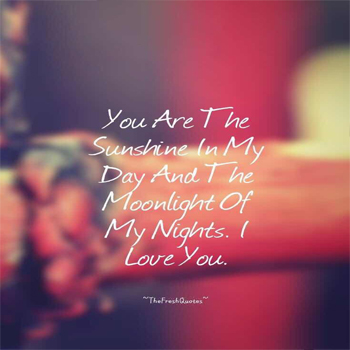 You Are The
Sunshine In My
Day And The
Moonlight Of
My Nights. I
Love You.
~TheFreshQuotes~